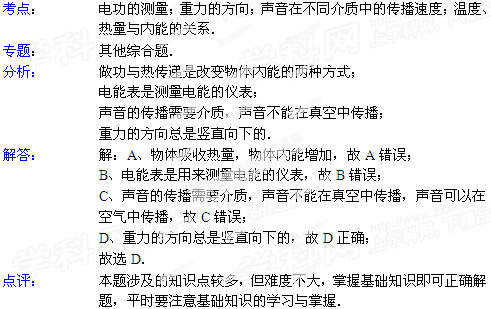 考点： 电功的测量；重力的方向；声音在不同介质中的传播速度；温度、
热量与内能的关系．
专题： 其他综合题．
分析： 做功与热传递是改变物体内能的两种方式；
电能表是测量电能的仪表；
声音的传播需要介质，声音不能在真空中传播；
重力的方向总是竖直向下的．
解答： 解：A、物体吸收热量，物体内能增加，故 A 错误；
B、电能表是用来测量电能的仪表，故 B 错误；
C、声音的传播需要介质，声音不能在真空中传播，声音可以在
空气中传播，故 C 错误；
D、重力的方向总是竖直向下的，故 D 正确；
故选 D．
点评： 本题涉及的知识点较多，但难度不大，掌握基础知识即可正确解
题，平时要注意基础知识的学习与掌握．